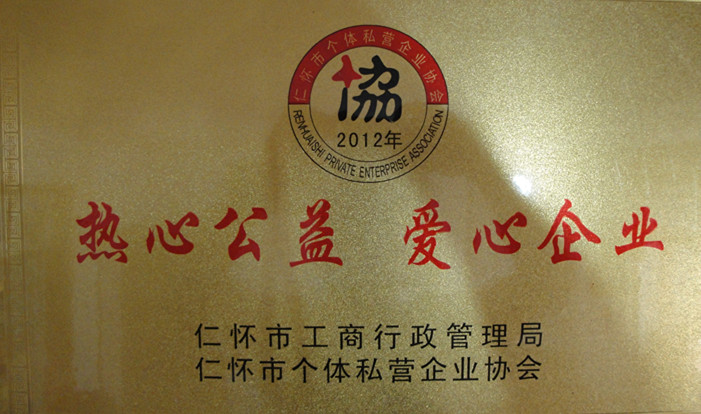 仁怀市个体私营企业协会
協
2012年
RENHUAISHI PRIVATE ENTERPRISE ASSOCIATION
热心公益 爱心企业
仁怀市工商行政管理局
仁怀市个体私营企业协会